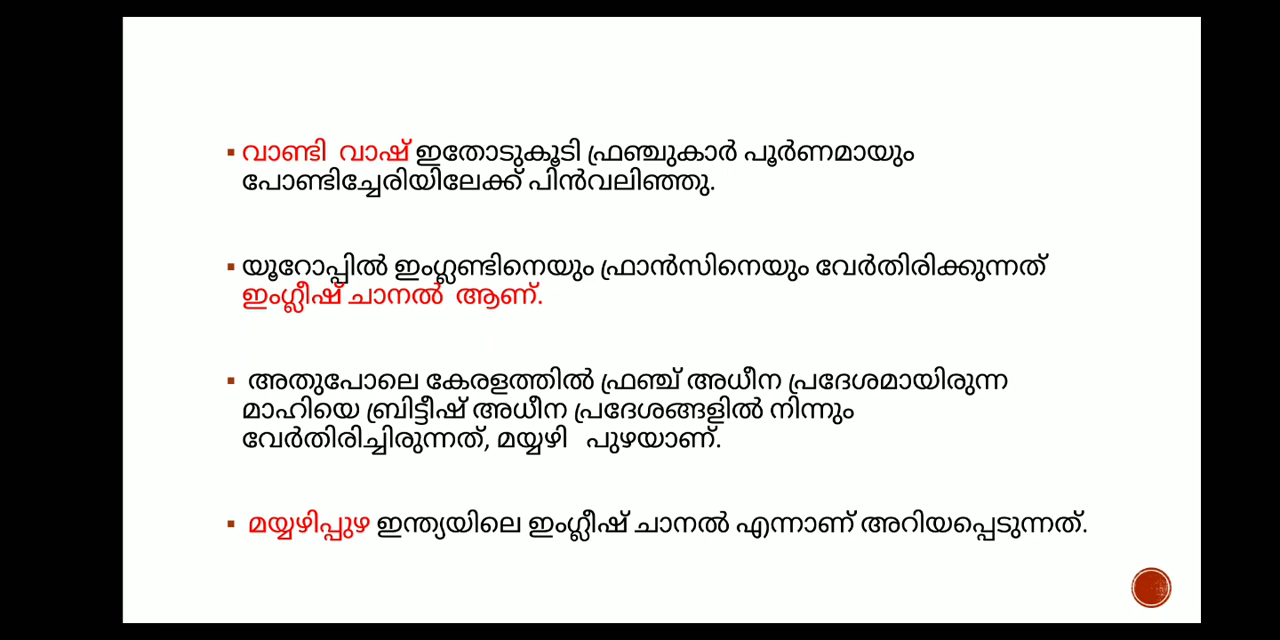 ▪ വാണ്ടി വാഷ് ഇതോടുകൂടി ഫ്രഞ്ചുകാർ പൂർണമായും
പോണ്ടിച്ചേരിയിലേക്ക് പിൻവലിഞ്ഞു.
▪ യൂറോപ്പിൽ ഇംഗ്ലണ്ടിനെയും ഫ്രാൻസിനെയും വേർതിരിക്കുന്നത്
ഇംഗ്ലീഷ് ചാനൽ ആണ്.
▪ അതുപോലെ കേരളത്തിൽ ഫ്രഞ്ച് അധീന പ്രദേശമായിരുന്ന
മാഹിയെ ബ്രിട്ടീഷ് അധീന പ്രദേശങ്ങളിൽ നിന്നും
വേർതിരിച്ചിരുന്നത്, മയ്യഴി പുഴയാണ്.
▪ മയ്യഴിപ്പുഴ ഇന്ത്യയിലെ ഇംഗ്ലീഷ് ചാനൽ എന്നാണ് അറിയപ്പെടുന്നത്.